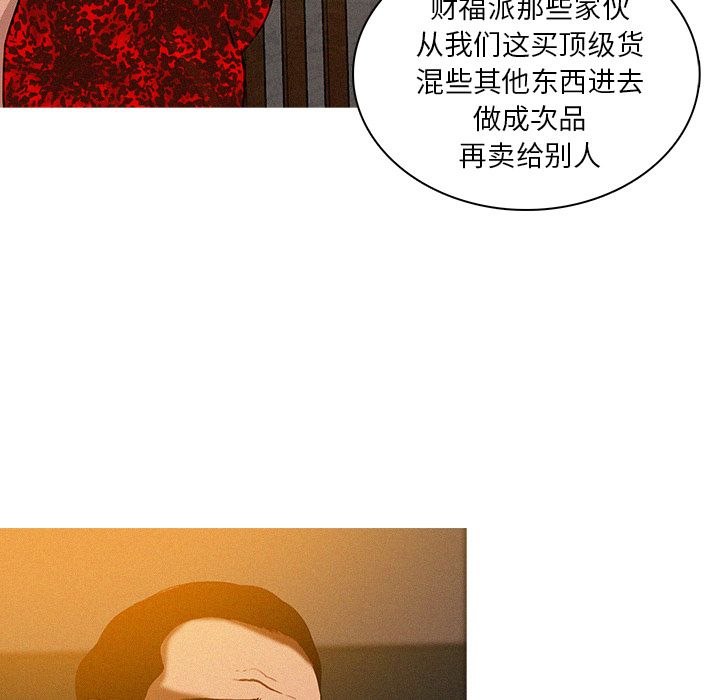 财福派那些家伙
从我们这买顶级货
混些其他东西进去
做成次品
再卖给别人